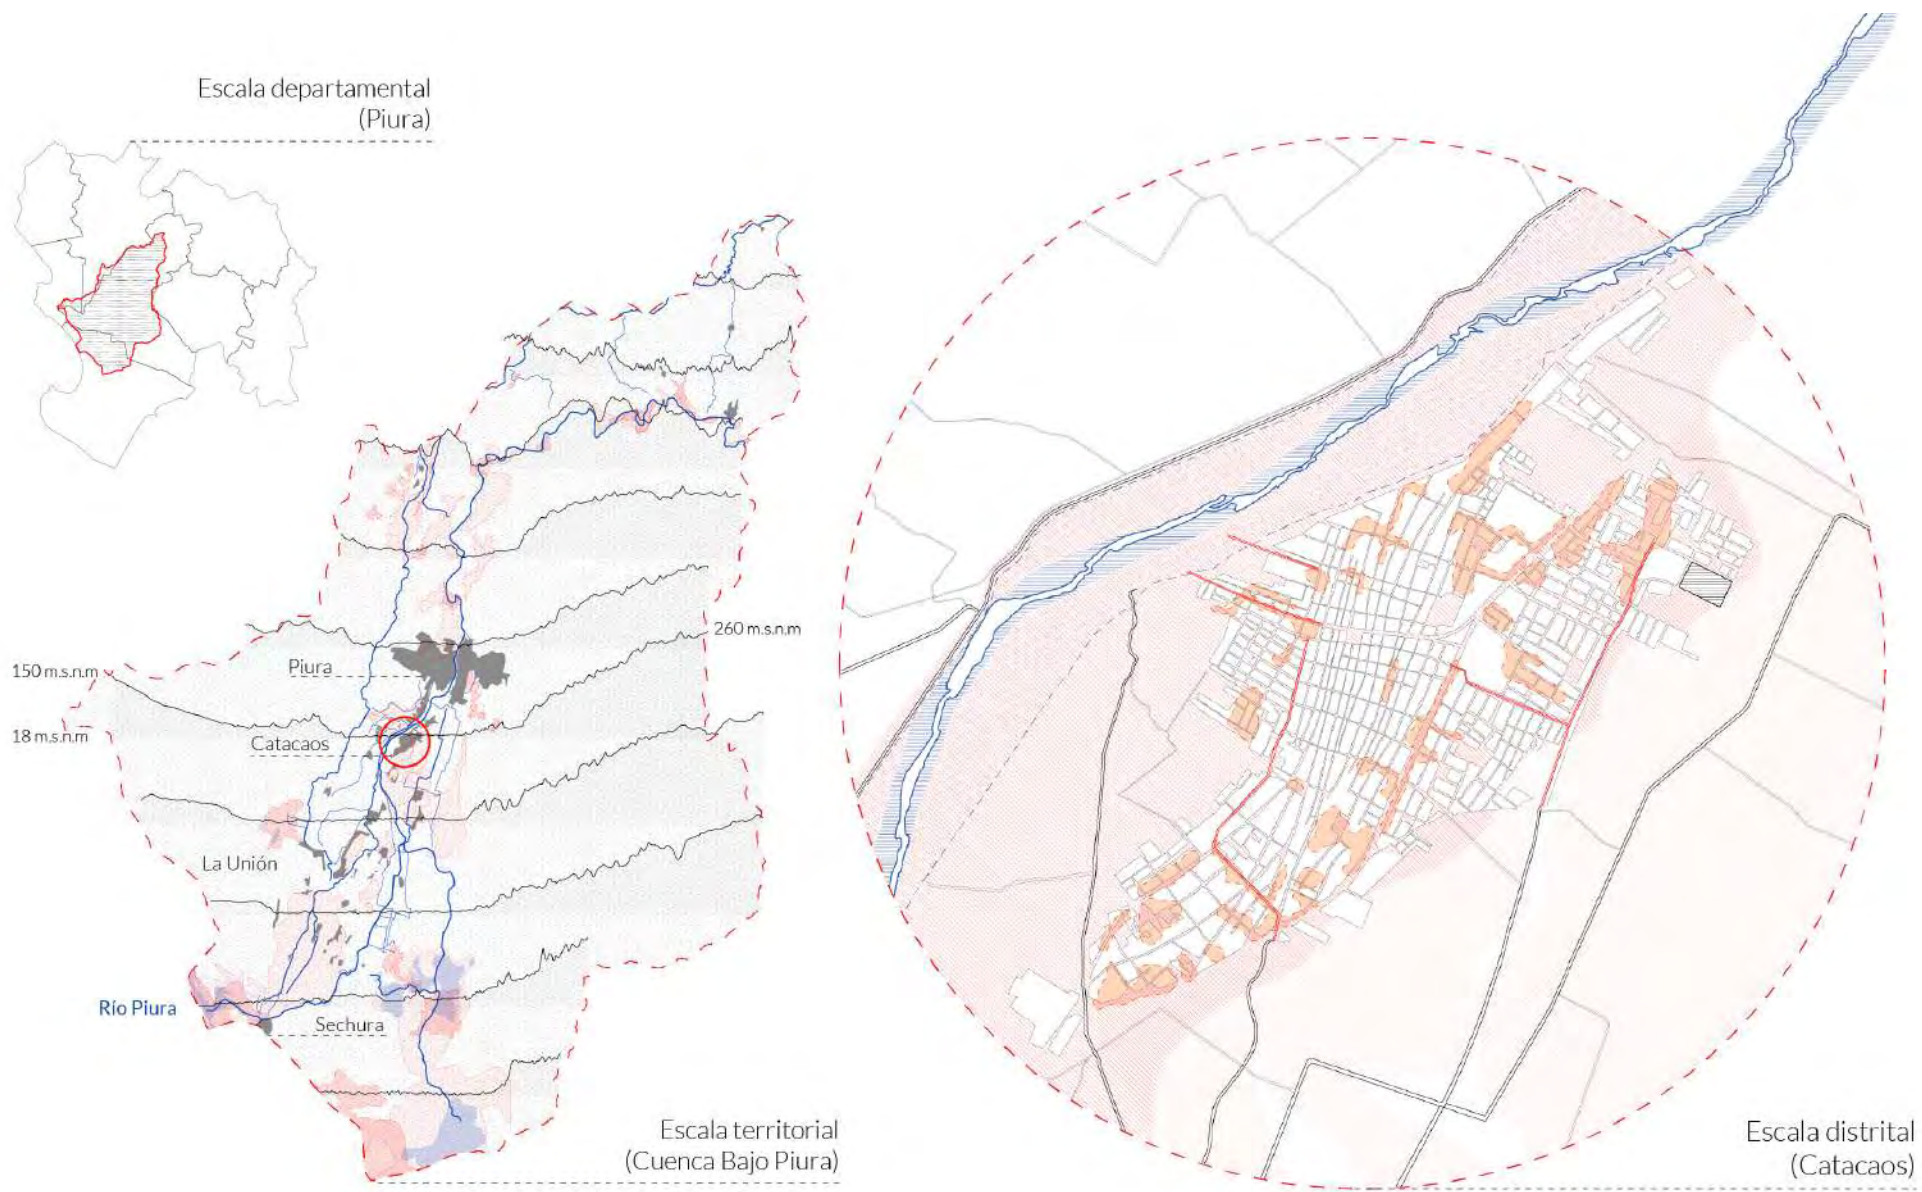 Escala departamental
(Piura)
260 m.s.n.m
150 m.s.n.m
18 m.s.n.m
Piura
Catacaos
La Unión
Río Piura
Sechura
Escala territorial
(Cuenca Bajo Piura)
Escala distrital
(Catacaos)